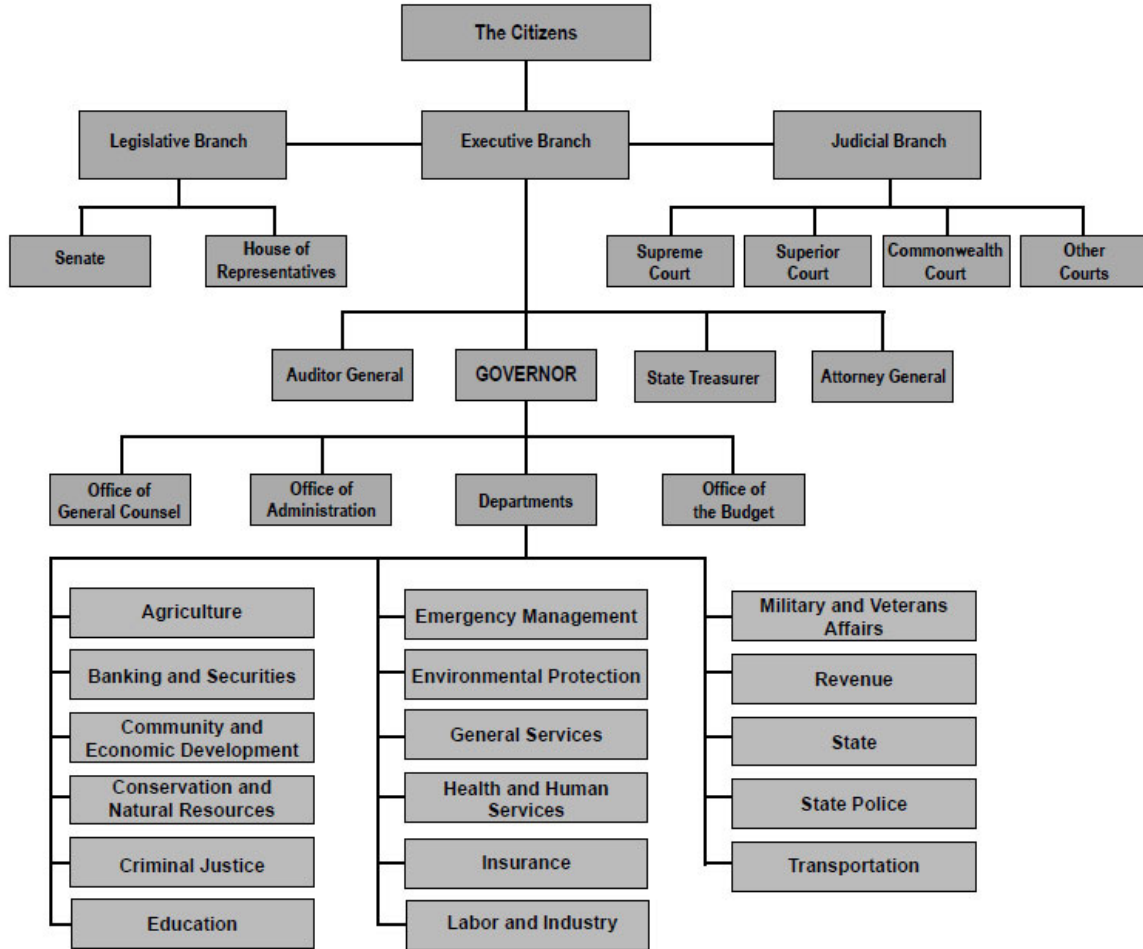 The Citizens
Legislative Branch
Executive Branch
Judicial Branch
Senate
House of
Representatives
Supreme
Court
Superior
Court
Commonwealth
Court
Other
Courts
Auditor General
GOVERNOR
State Treasurer
Attorney General
Office of
General Counsel
Office of
Administration
Departments
Office of
the Budget
Agriculture
Banking and Securities
Community and
Economic Development
Conservation and
Natural Resources
Criminal Justice
Education
Emergency Management
Environmental Protection
General Services
Health and Human
Services
Insurance
Labor and Industry
Military and Veterans
Affairs
Revenue
State
State Police
Transportation